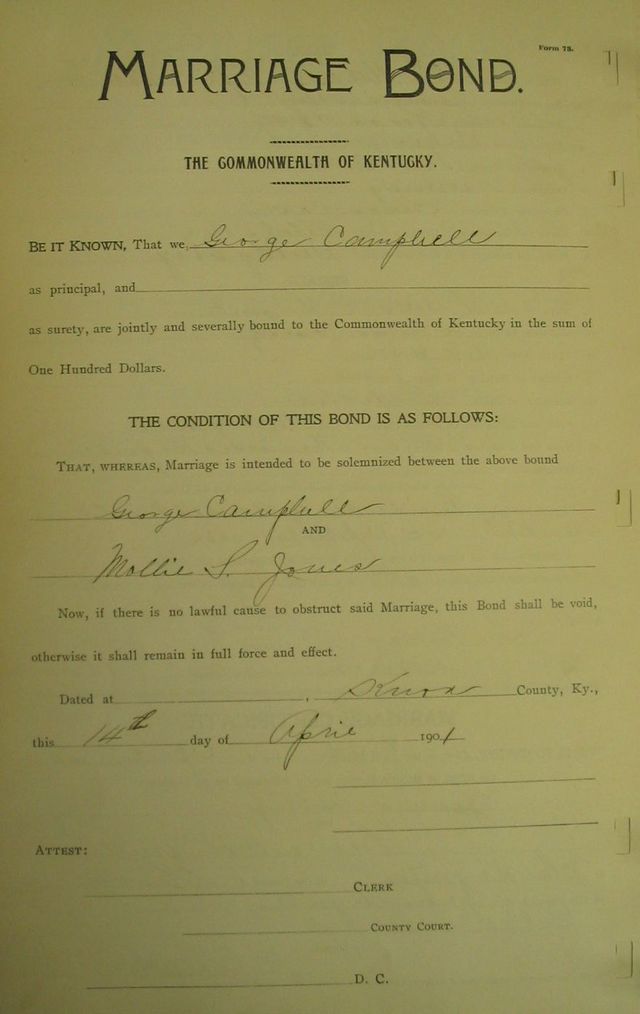 Form 73.
MARRIAGE BOND.
THE COMMONWEALTH OF KENTUCKY.
BE IT KNOWN, That we, George Campbell
as principal, and
as surety, are jointly and severally bound to the Commonwealth of Kentucky in the sum of
One Hundred Dollars.
THE CONDITION OF THIS BOND IS AS FOLLOWS:
THAT, WHEREAS, Marriage is intended to be solemnized between the above bound
George Campbell
AND
Mollie S. Jones
Now, if there is no lawful cause to obstruct said Marriage, this Bond shall be void,
otherwise it shall remain in full force and effect.
Dated at , Knox County, Ky.,
this 14th day of April 1901
ATTEST:
CLERK
COUNTY COURT.
D. C.